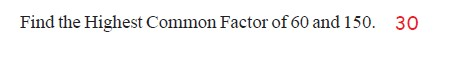 Find the Highest Common Factor of 60 and 150. 30